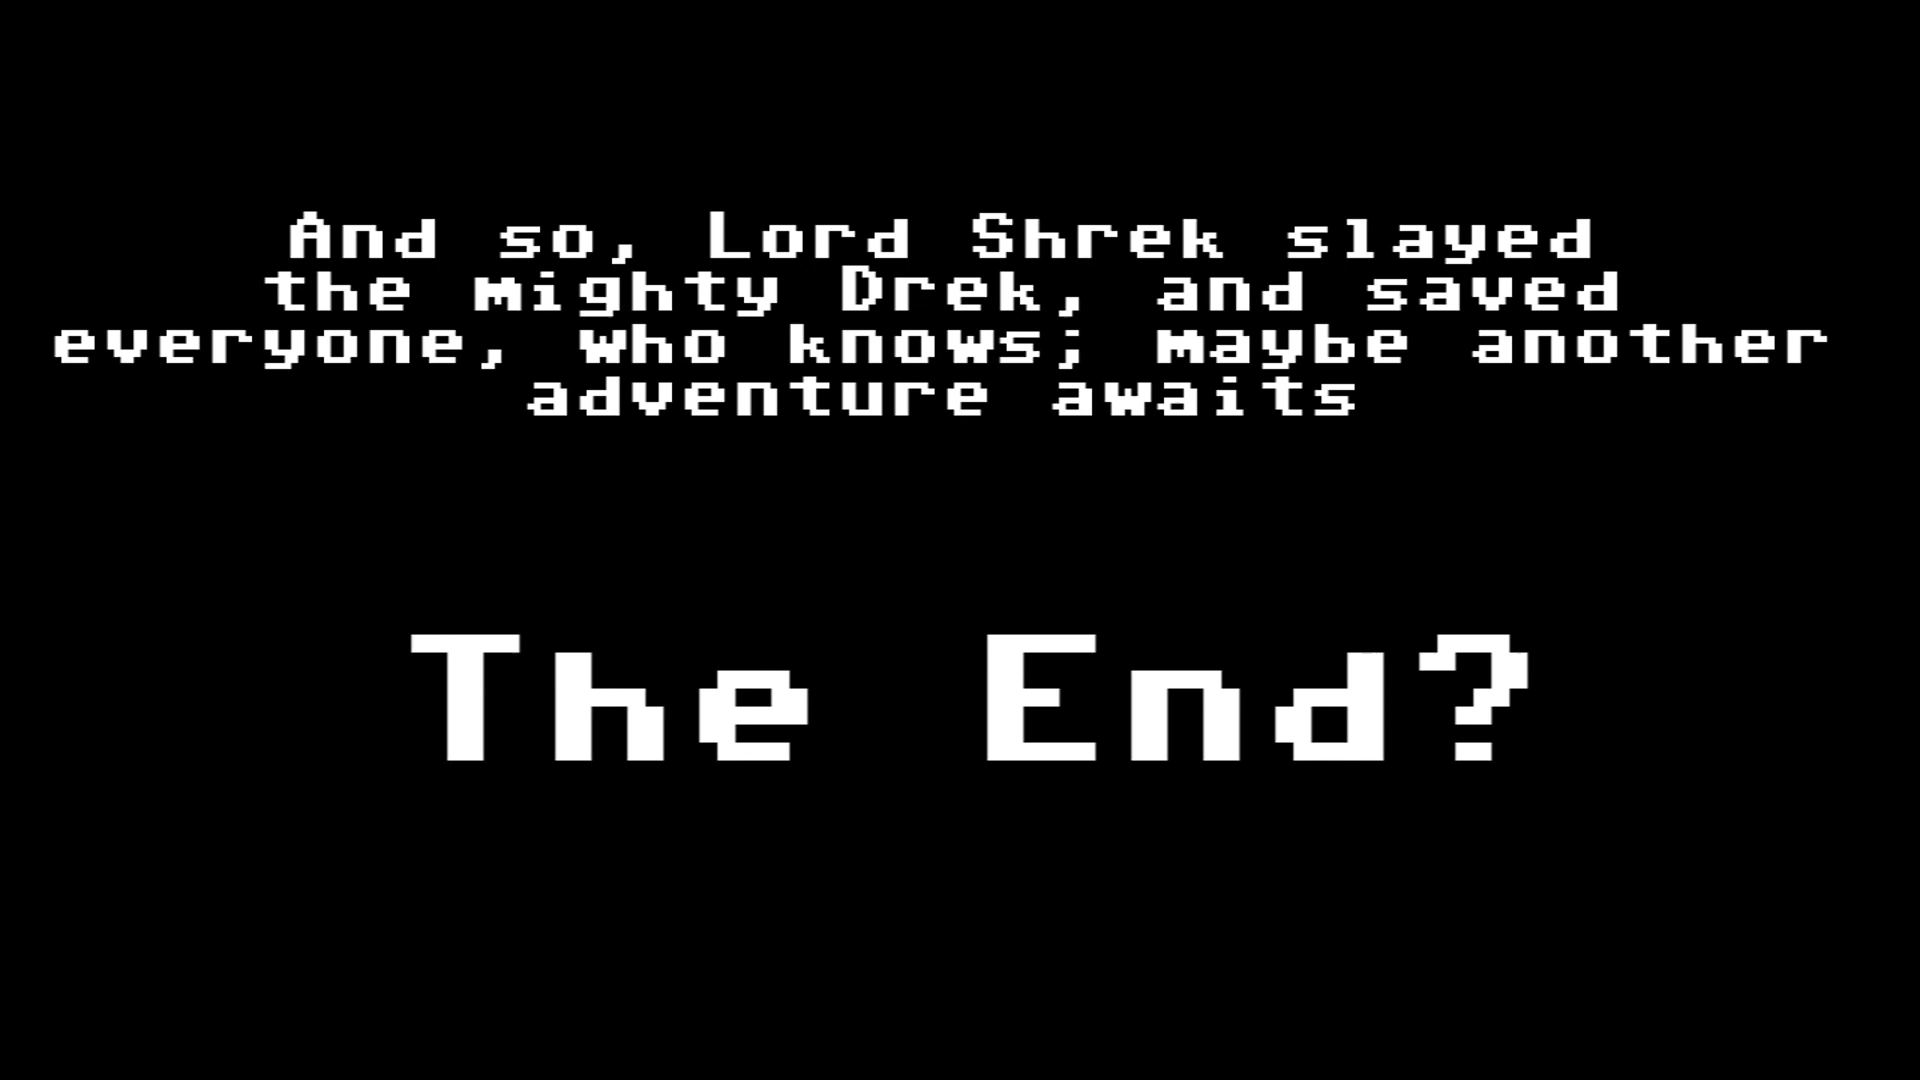 And so, Lord Shrek slayed
the mighty Drek, and saved
everyone, who knows; maybe another
adventure awaits
The End?